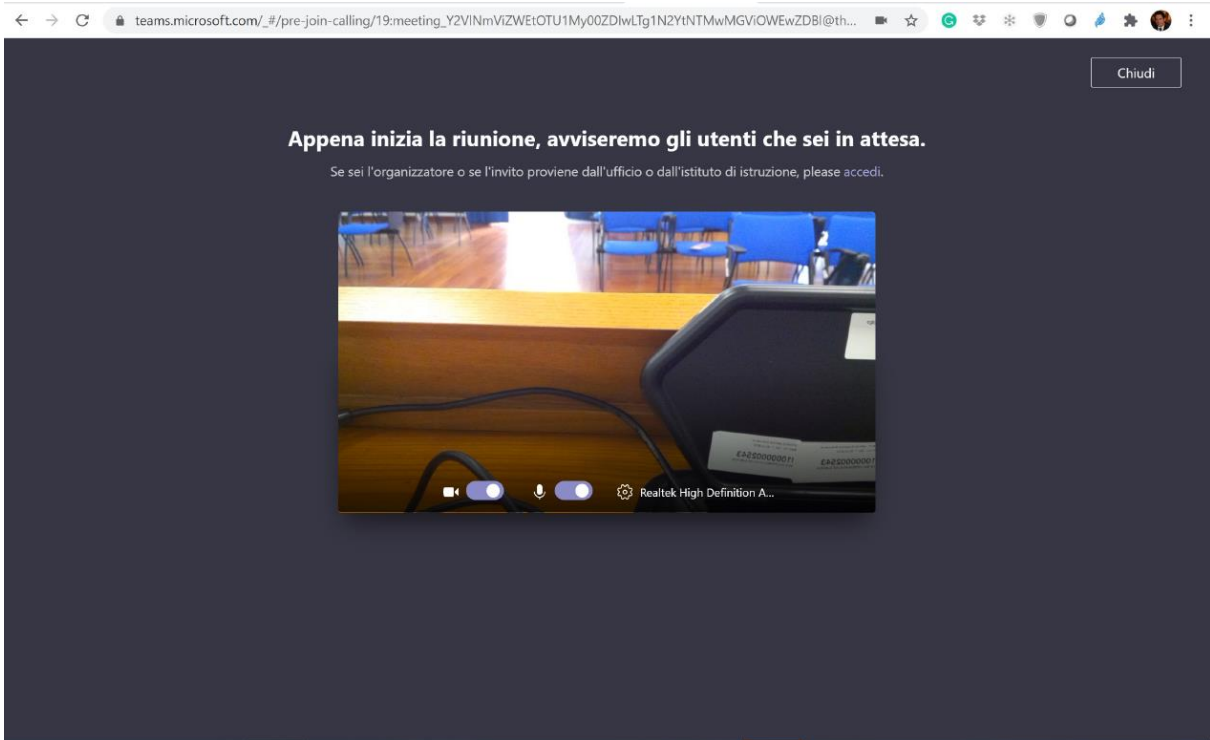 teams.microsoft.com/_#/pre-join-calling/19:meeting_Y2VlNmViZWEtOTU1My00ZDIwLTg1N2YtNTMwMGViOWEwZDBl@th...
Chiudi
Appena inizia la riunione, avviseremo gli utenti che sei in attesa.
Se sei l'organizzatore o se l'invito proviene dall'ufficio o dall'istituto di istruzione, please accedi.
Realtek High Definition A...